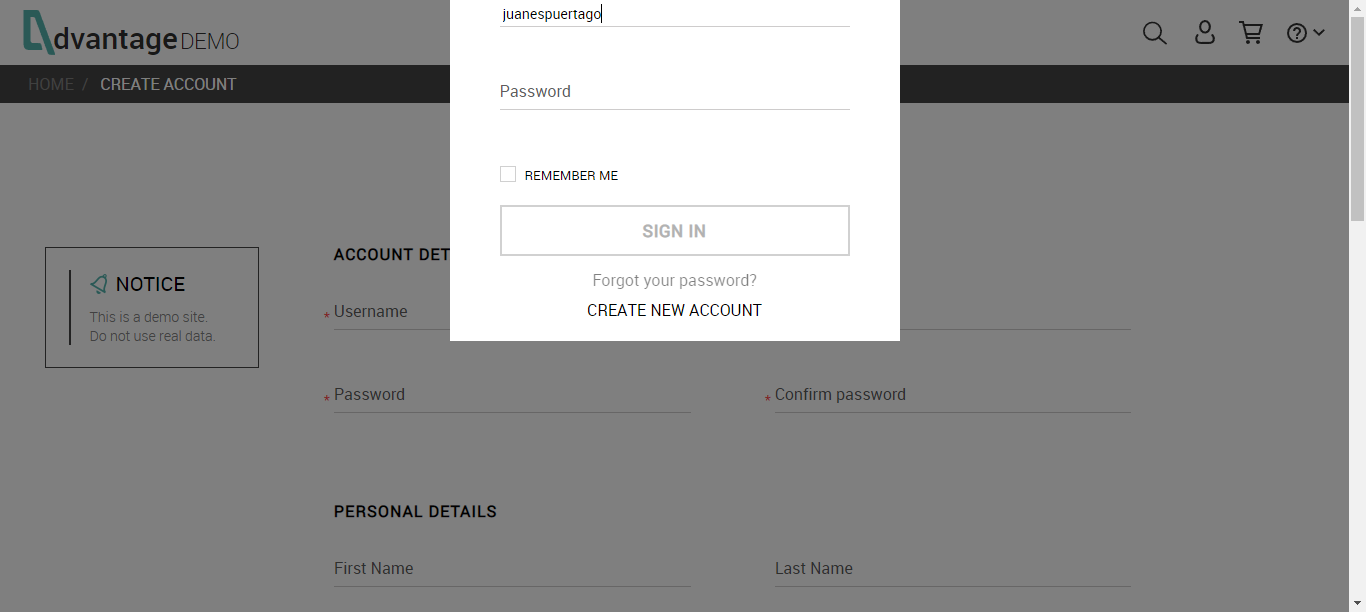 juanespuertago
dvantage DEMO
HOME / CREATE ACCOUNT
Password
REMEMBER ME
SIGN IN
Forgot your password?
CREATE NEW ACCOUNT
NOTICE
This is a demo site.
Do not use real data.
ACCOUNT DET
* Username
* Password
* Confirm password
PERSONAL DETAILS
First Name
Last Name